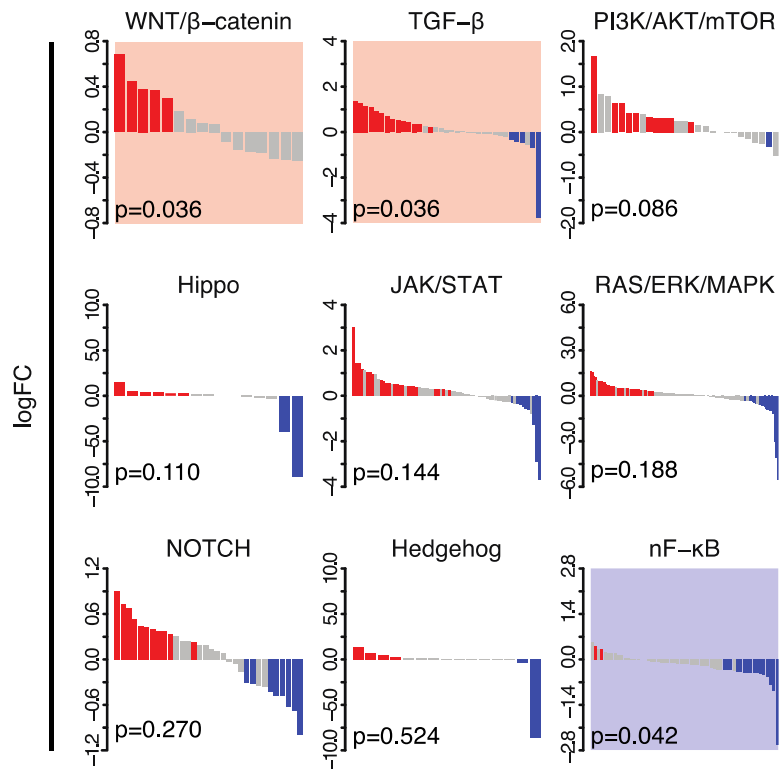 WNT/β−catenin
TGF−β
PI3K/AKT/mTOR
0.8
0.4
0.0
−0.4
−0.8
p=0.036
4
2
0
−2
−4
p=0.036
2.0
1.0
0.0
−1.0
−2.0
p=0.086
logFC
Hippo
JAK/STAT
RAS/ERK/MAPK
10.0
5.0
0.0
−5.0
−10.0
p=0.110
4
2
0
−2
−4
p=0.144
6.0
3.0
0.0
−3.0
−6.0
p=0.188
NOTCH
Hedgehog
nF−κB
1.2
0.6
0.0
−0.6
−1.2
p=0.270
10.0
5.0
0.0
−5.0
−10.0
p=0.524
2.8
1.4
0.0
−1.4
−2.8
p=0.042